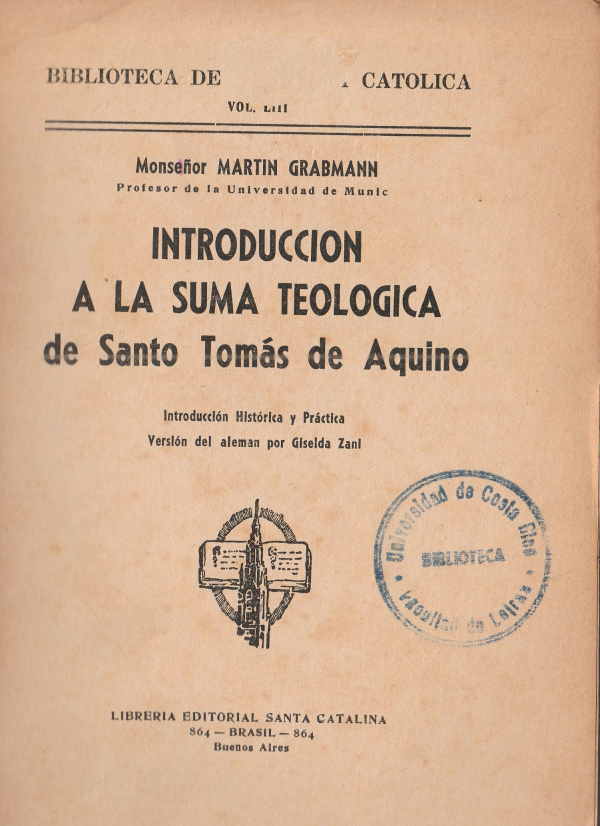 BIBLIOTECA DE CATOLICA
VOL. LIII
Monseñor MARTIN GRABMANN
Profesor de la Universidad de Munic
INTRODUCCION
A LA SUMA TEOLOGICA
de Santo Tomás de Aquino
Introducción Histórica y Práctica
Versión del aleman por Giselda Zani
Universidad de Costa Rica
BIBLIOTECA
Facultad de Letras
LIBRERIA EDITORIAL SANTA CATALINA
864 — BRASIL — 864
Buenos Aires